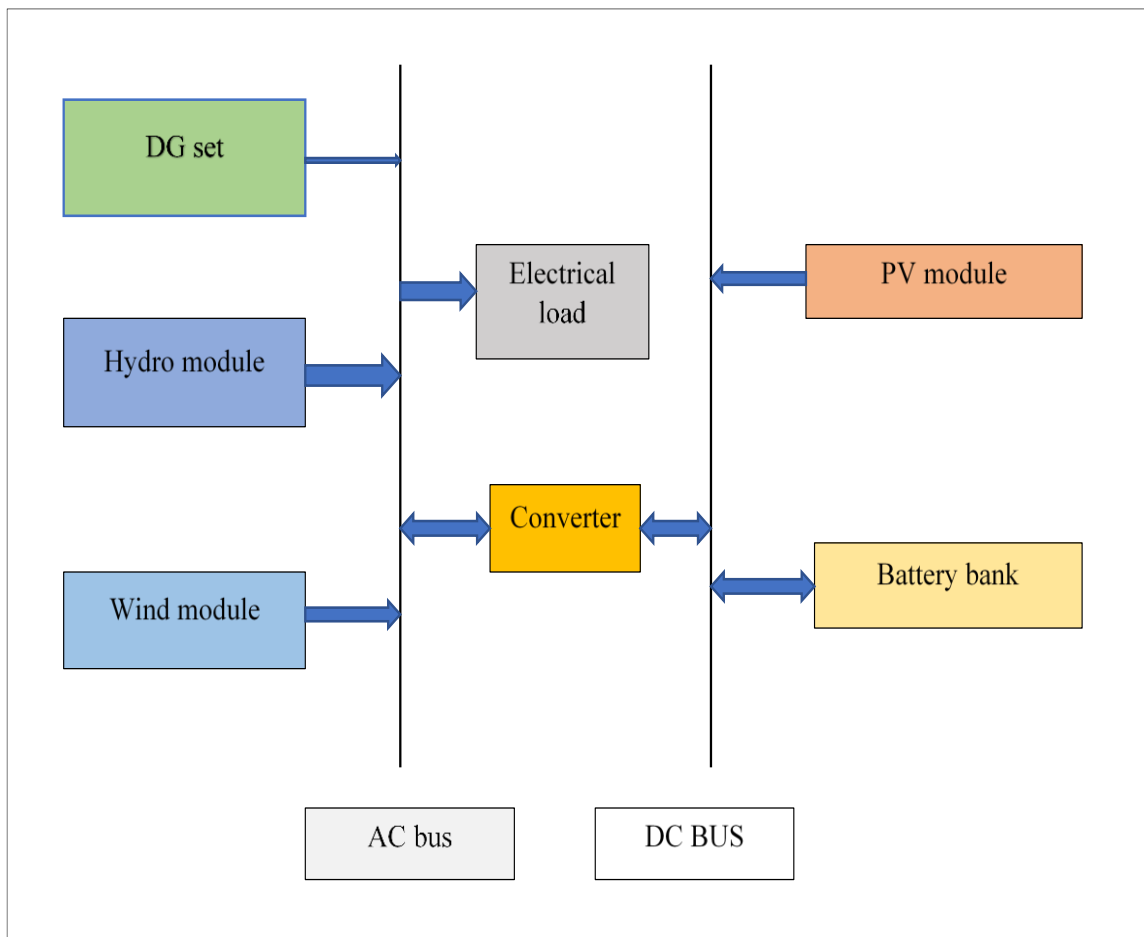 DG set
Electrical
load
PV module
Hydro module
Converter
Battery bank
Wind module
AC bus
DC BUS